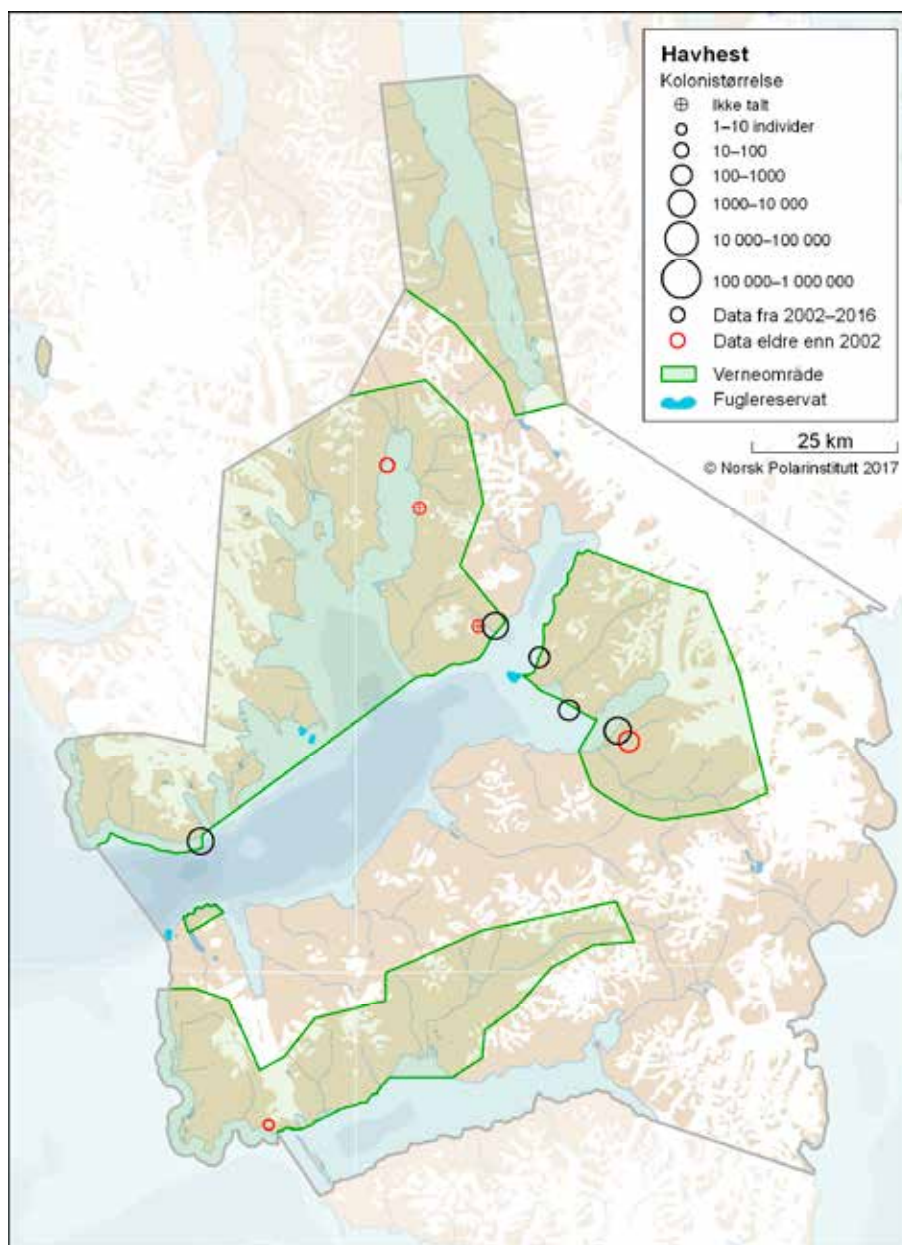 Havhest
Kolonistørrelse
Ikke talt
1–10 individer
10–100
100–1000
1000–10 000
10 000–100 000
100 000–1 000 000
Data fra 2002–2016
Data eldre enn 2002
Verneområde
Fuglereservat
25 km
© Norsk Polarinstitutt 2017